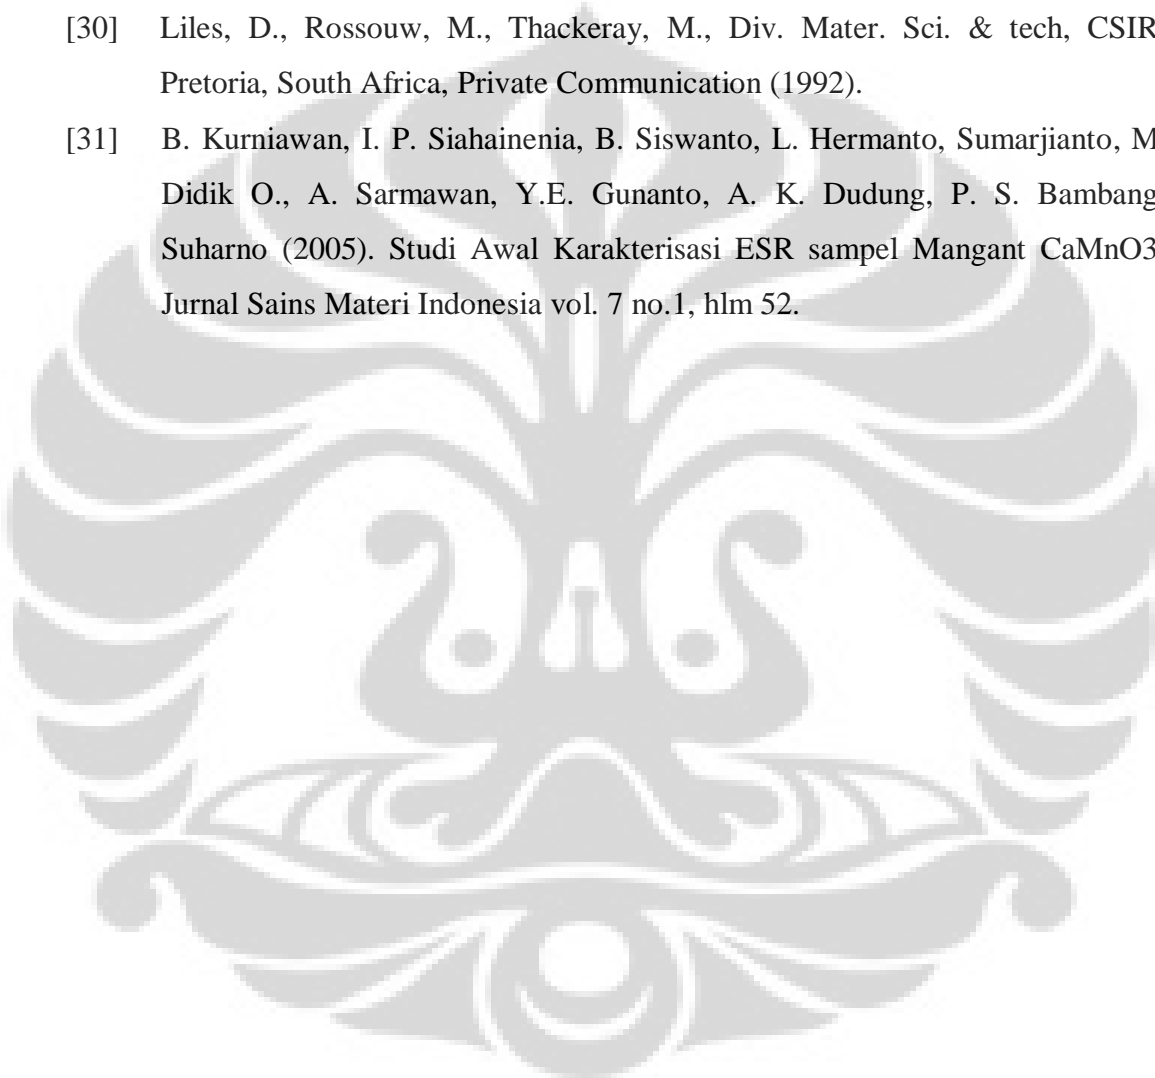 [30] Liles, D., Rossouw, M., Thackeray, M., Div. Mater. Sci. & tech, CSIR
Pretoria, South Africa, Private Communication (1992).
[31] B. Kurniawan, I. P. Siahainenia, B. Siswanto, L. Hermanto, Sumarjianto, M
Didik O., A. Sarmawan, Y.E. Gunanto, A. K. Dudung, P. S. Bambang
Suharno (2005). Studi Awal Karakterisasi ESR sampel Mangant CaMnO3
Jurnal Sains Materi Indonesia vol. 7 no.1, hlm 52.